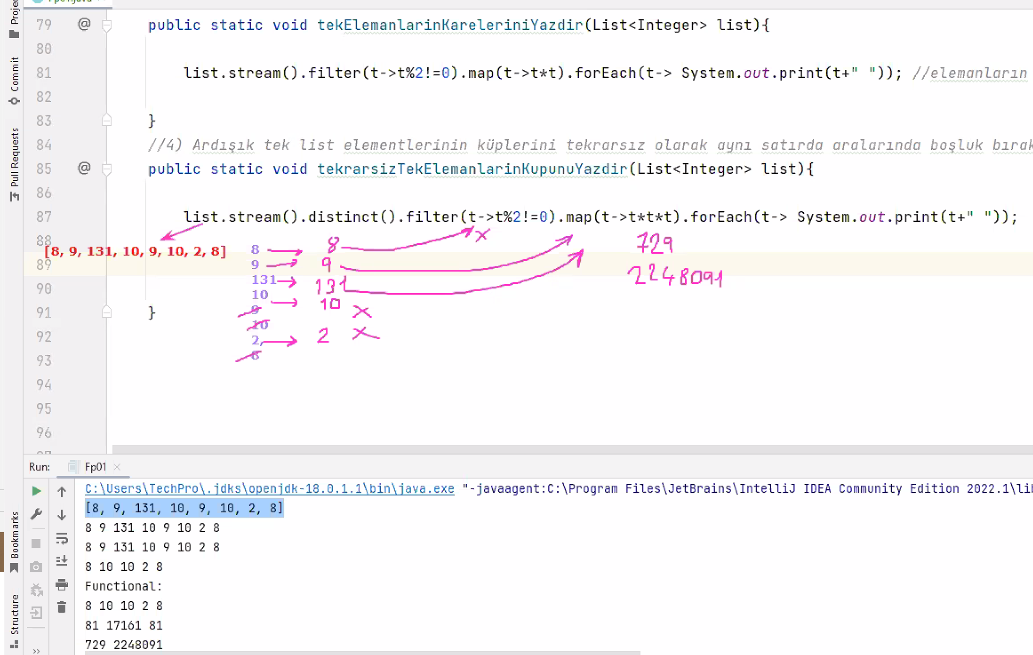 79 @ public static void tekElemanlarinKareleriniYazdir(List<Integer> list){
80
81 list.stream().filter(t->t%2!=0).map(t->t*t).forEach(t-> System.out.print(t+" ")); //elemanların
82
83 }
84 //4) Ardışık tek list elementlerinin küplerini tekrarsız olarak aynı satırda aralarında boşluk bırak
85 @ public static void tekrarsizTekElemanlarinKupunuYazdir(List<Integer> list){
86
87 list.stream().distinct().filter(t->t%2!=0).map(t->t*t*t).forEach(t-> System.out.print(t+" "));
88
[8, 9, 131, 10, 9, 10, 2, 8]
8 8 x 729
89
9 9 2248091
131 131
90
10 10 x
91 }
9
10
92
2 2 x
8
93
94
95
96
Project
Commit
Pull Requests
Bookmarks
Structure
Run: Fp01 ×
C:\Users\TechPro\.jdks\openjdk-18.0.1.1\bin\java.exe "-javaagent:C:\Program Files\JetBrains\IntelliJ IDEA Community Edition 2022.1\lib
[8, 9, 131, 10, 9, 10, 2, 8]
8 9 131 10 9 10 2 8
8 9 131 10 9 10 2 8
8 10 10 2 8
Functional:
8 10 10 2 8
81 17161 81
729 2248091